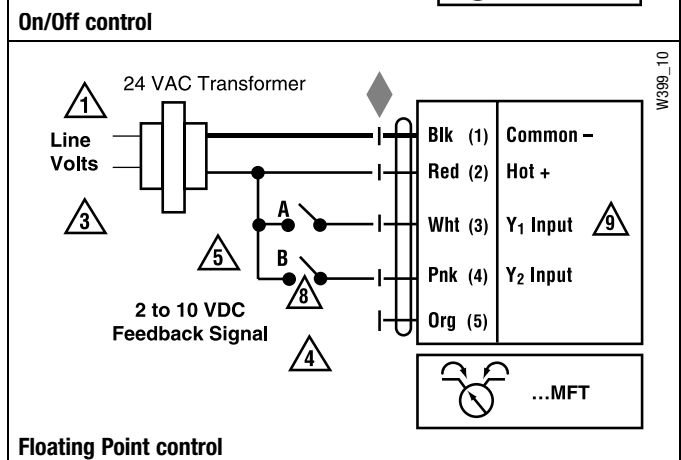 On/Off control
W399_10
24 VAC Transformer
1
Line
Volts
3
Blk (1) Common –
Red (2) Hot +
A
Wht (3) Y₁ Input 9
5
B
Pnk (4) Y₂ Input
8
2 to 10 VDC
Feedback Signal
Org (5)
4
...MFT
Floating Point control